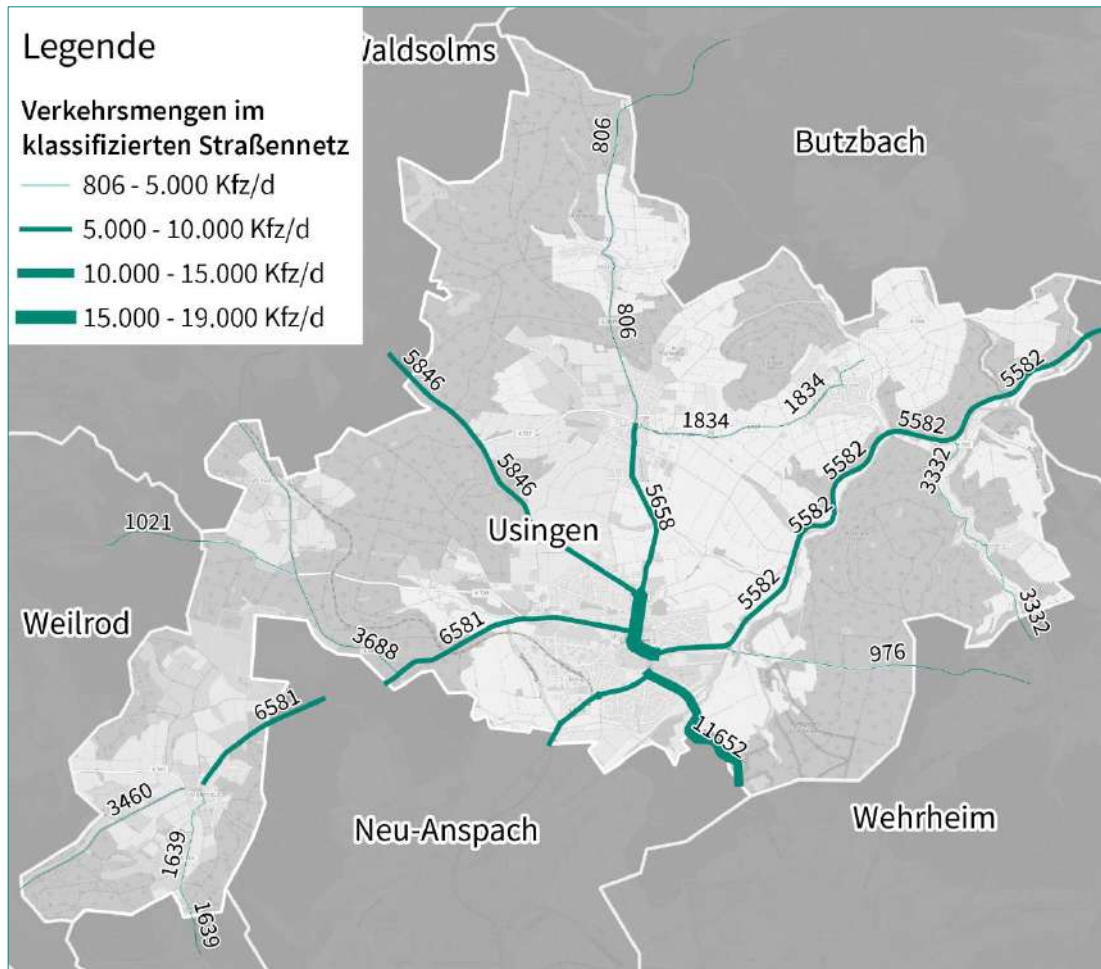 Legende
Verkehrsmengen im
klassifizierten Straßennetz
806 - 5.000 Kfz/d
5.000 - 10.000 Kfz/d
10.000 - 15.000 Kfz/d
15.000 - 19.000 Kfz/d
Waldsolms
Butzbach
908
806
5846
5582
1834
1834
5582
5582
3332
5846
5658
Usingen
5582
1021
5582
Weilrod
3332
6581
3688
976
6581
11652
3460
Neu-Anspach
Wehrheim
1639
1639